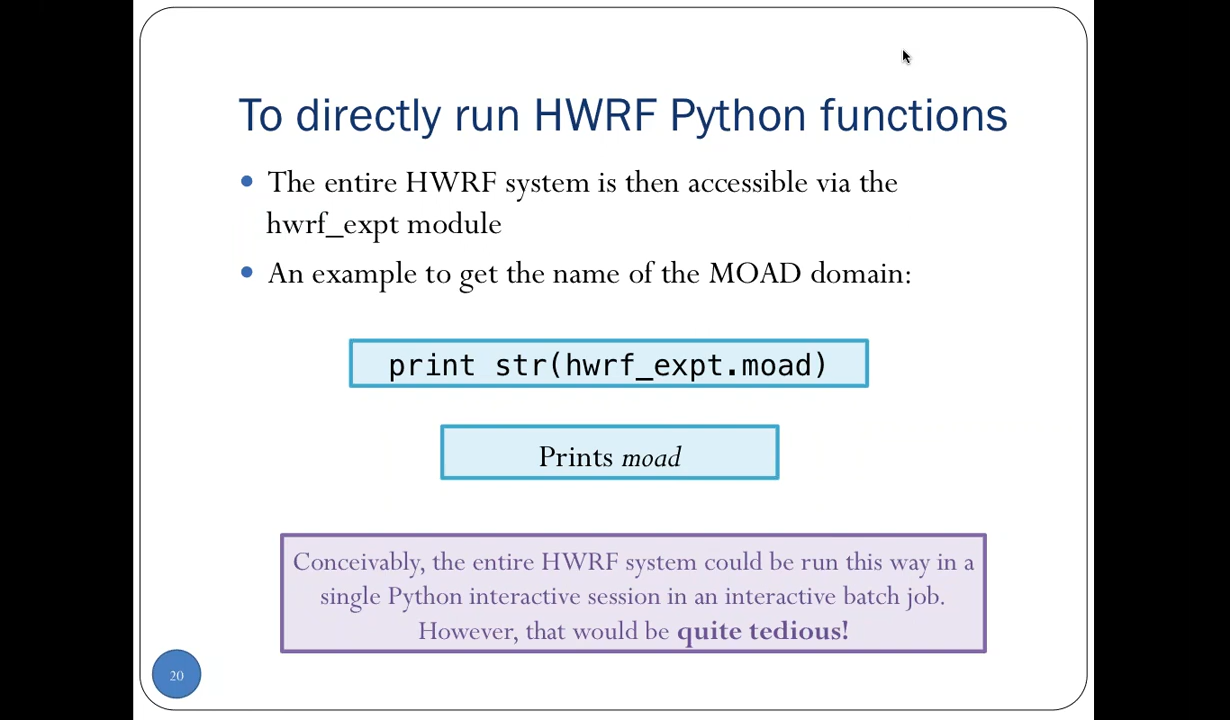 To directly run HWRF Python functions
• The entire HWRF system is then accessible via the
hwrf_expt module
• An example to get the name of the MOAD domain:
print str(hwrf_expt.moad)
Prints moad
Conceivably, the entire HWRF system could be run this way in a
single Python interactive session in an interactive batch job.
However, that would be quite tedious!
20